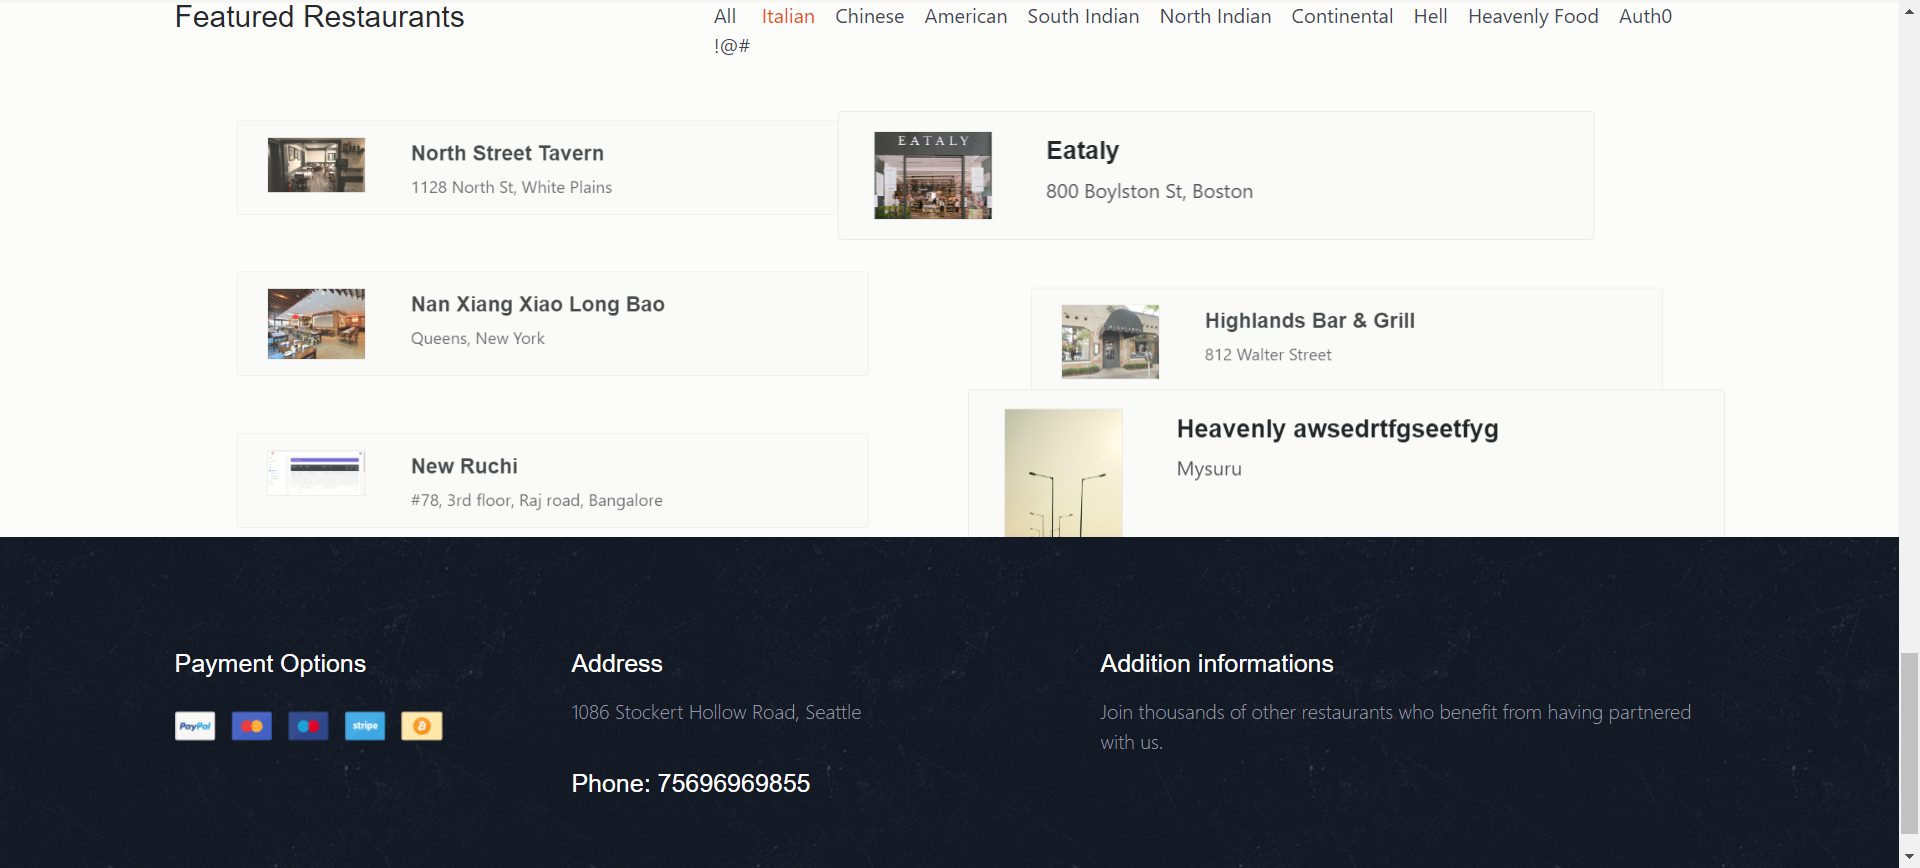 Featured Restaurants
All Italian Chinese American South Indian North Indian Continental Hell Heavenly Food Auth0
!@#
North Street Tavern
1128 North St, White Plains
EATALY
Eataly
800 Boylston St, Boston
Nan Xiang Xiao Long Bao
Queens, New York
Highlands Bar & Grill
812 Walter Street
Heavenly awsedrtfgseetfyg
Mysuru
New Ruchi
#78, 3rd floor, Raj road, Bangalore
Payment Options
PayPal
stripe
Address
1086 Stockert Hollow Road, Seattle
Phone: 75696969855
Addition informations
Join thousands of other restaurants who benefit from having partnered
with us.